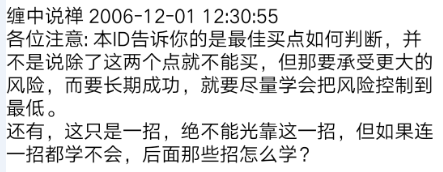 缠中说禅 2006-12-01 12:30:55
各位注意: 本ID告诉你的是最佳买点如何判断，并
不是说除了这两个点就不能买，但那要承受更大的
风险，而要长期成功，就要尽量学会把风险控制到
最低。
还有，这只是一招，绝不能光靠这一招，但如果连
一招都学不会，后面那些招怎么学？